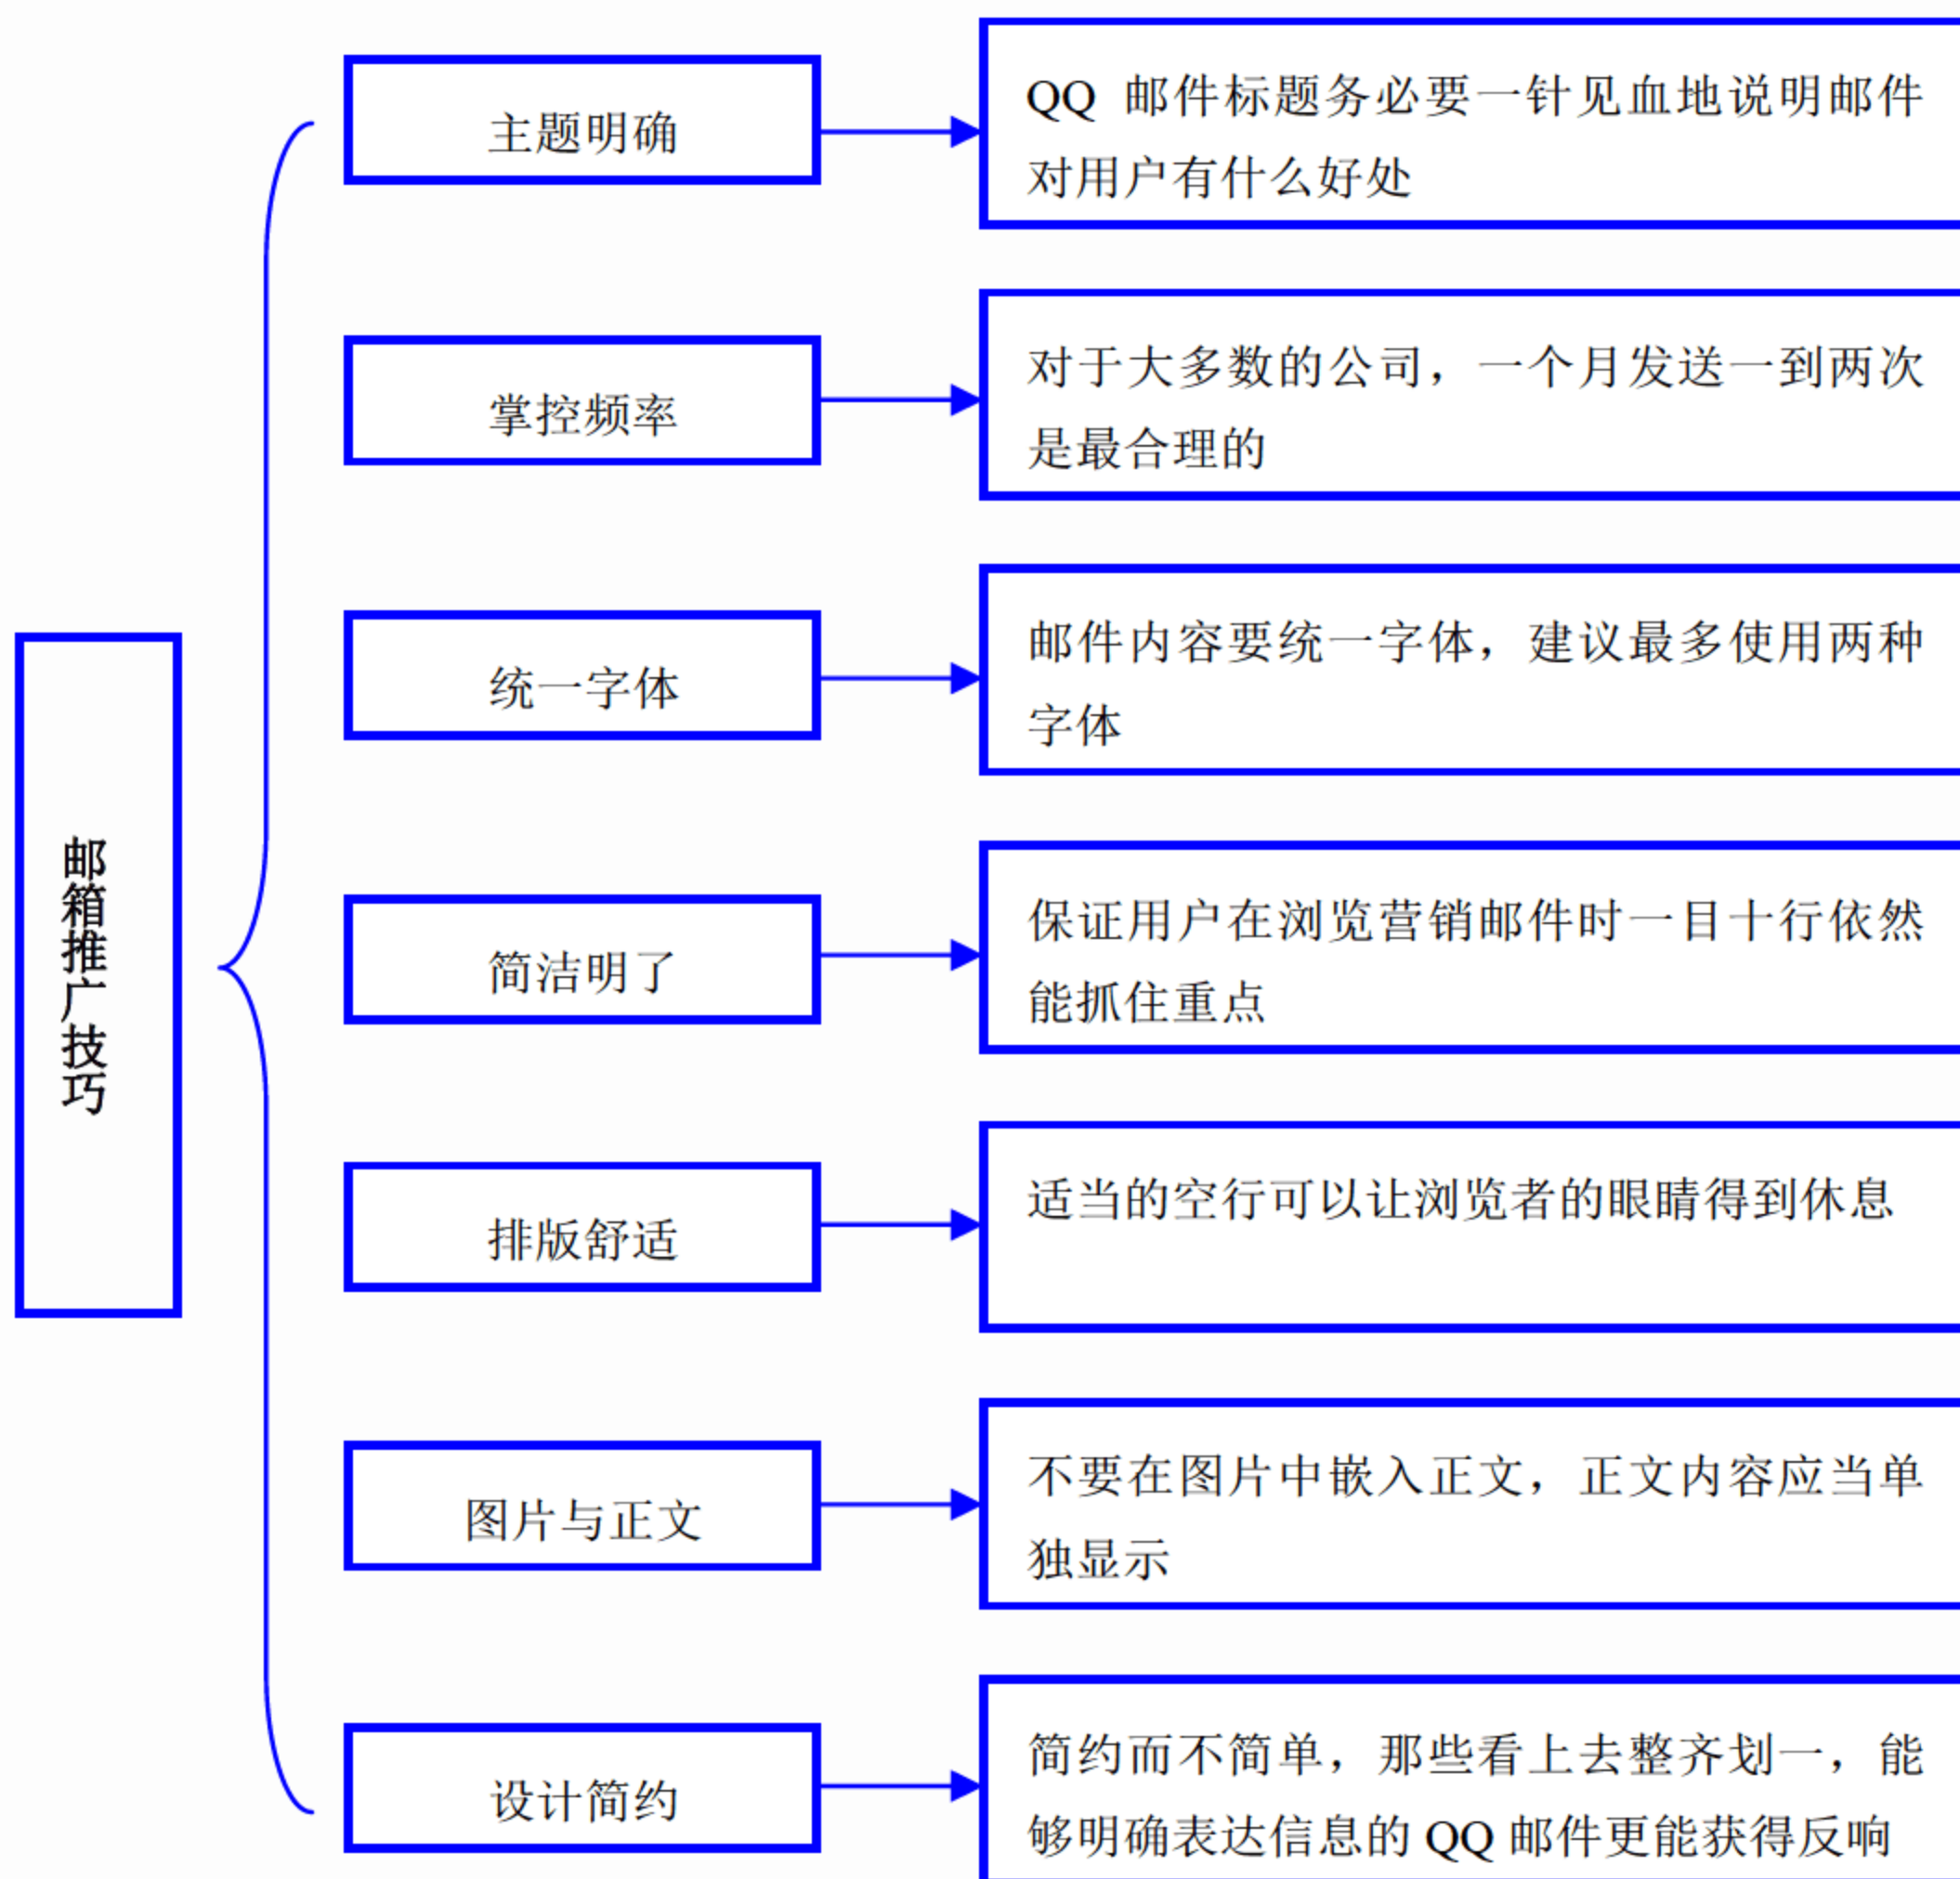 邮箱推广技巧
主题明确
QQ 邮件标题务必要一针见血地说明邮件
对用户有什么好处
掌控频率
对于大多数的公司，一个月发送一到两次
是最合理的
统一字体
邮件内容要统一字体，建议最多使用两种
字体
简洁明了
保证用户在浏览营销邮件时一目十行依然
能抓住重点
排版舒适
适当的空行可以让浏览者的眼睛得到休息
图片与正文
不要在图片中嵌入正文，正文内容应当单
独显示
设计简约
简约而不简单，那些看上去整齐划一，能
够明确表达信息的 QQ 邮件更能获得反响